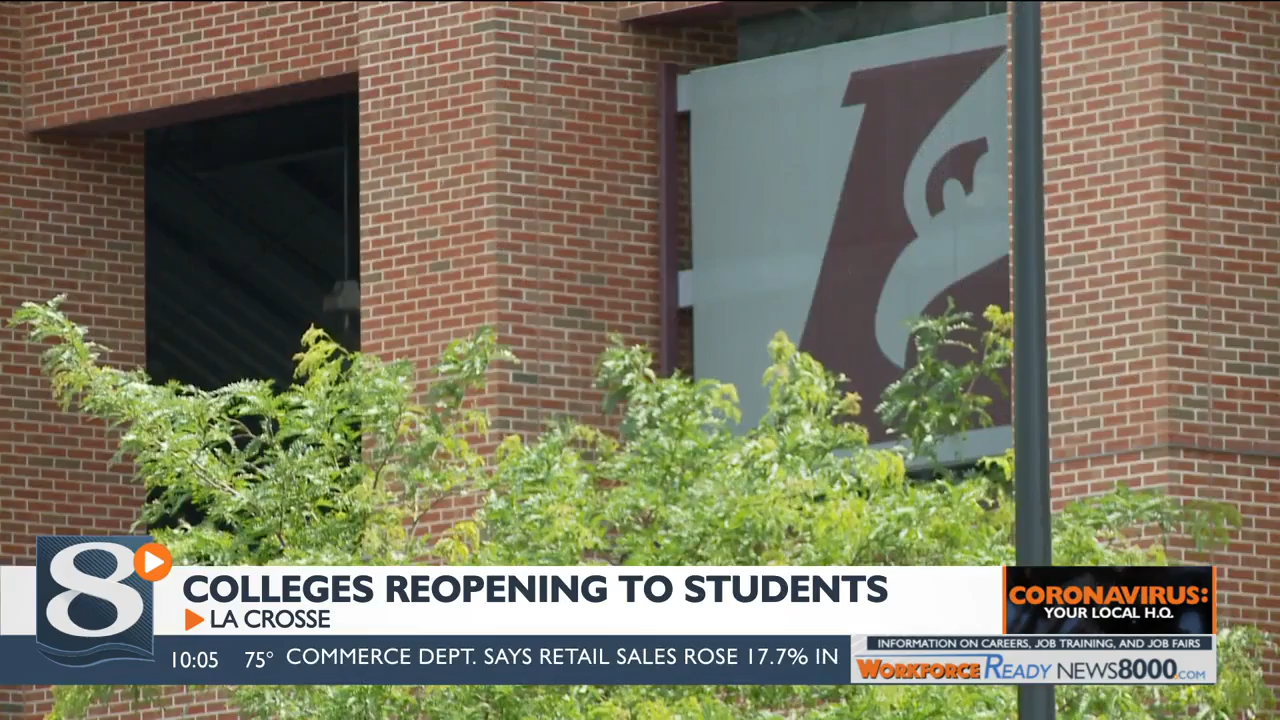 COLLEGES REOPENING TO STUDENTS
LA CROSSE
8
CORONAVIRUS:
YOUR LOCAL H.Q.
10:05 75° COMMERCE DEPT. SAYS RETAIL SALES ROSE 17.7% IN
INFORMATION ON CAREERS, JOB TRAINING, AND JOB FAIRS
WORKFORCE READY NEWS8000.COM
L